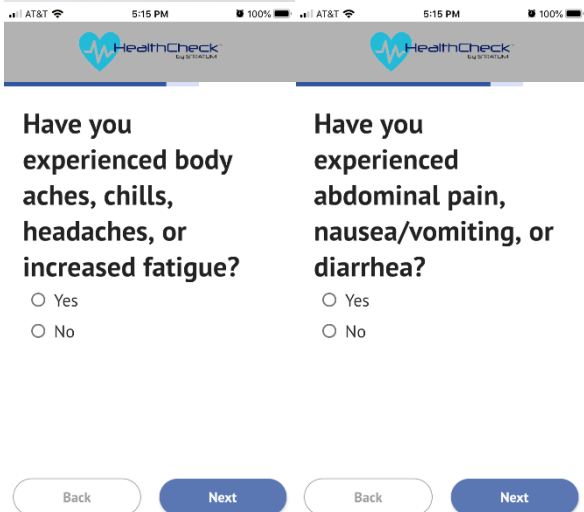 AT&T 5:15 PM 100%
HealthCheck
by STRATUM
Have you
experienced body
aches, chills,
headaches, or
increased fatigue?
Yes
No
Back Next
AT&T 5:15 PM 100%
HealthCheck
by STRATUM
Have you
experienced
abdominal pain,
nausea/vomiting, or
diarrhea?
Yes
No
Back Next